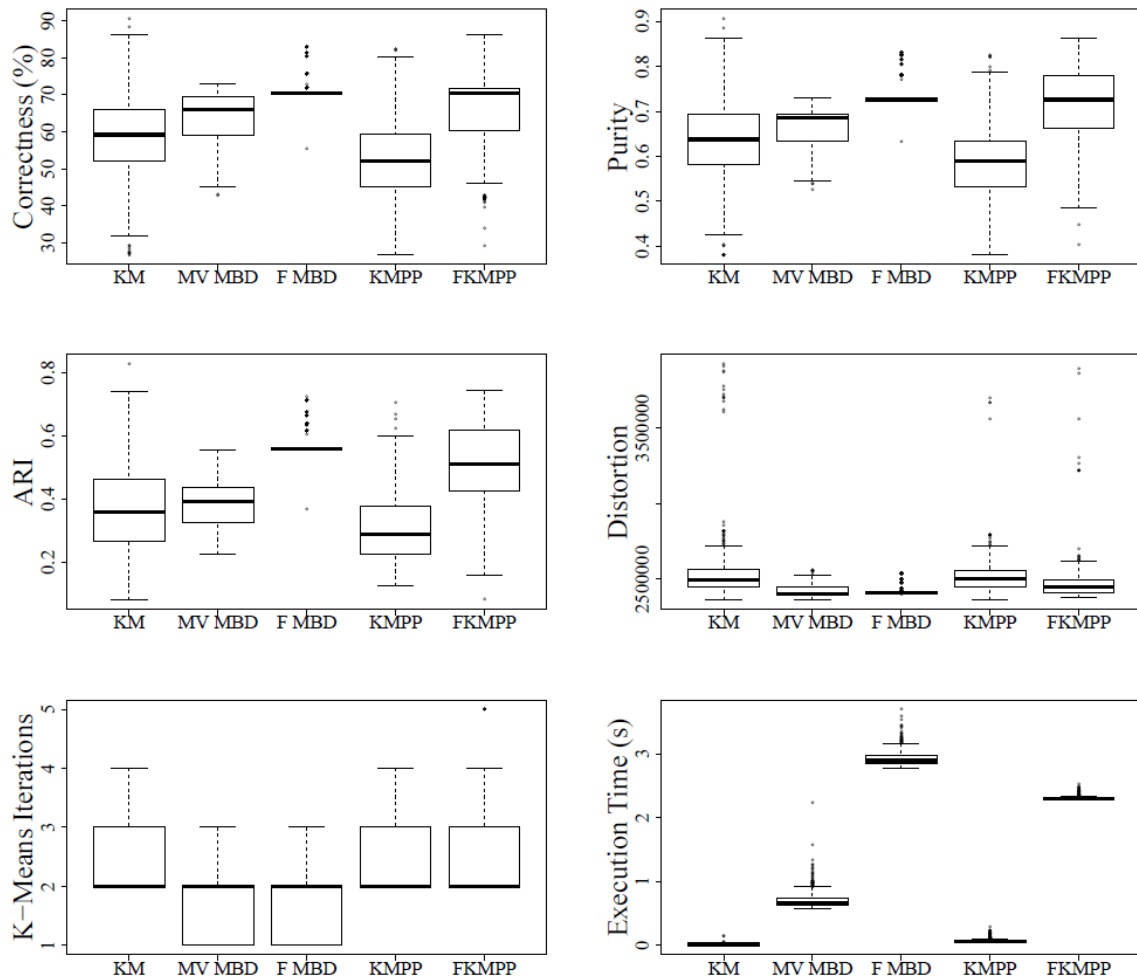 Correctness (%)
90
80
70
60
50
40
30
KM MV MBD F MBD KMPP FKMPP
Purity
0.9
0.8
0.7
0.6
0.5
0.4
KM MV MBD F MBD KMPP FKMPP
ARI
0.8
0.6
0.4
0.2
KM MV MBD F MBD KMPP FKMPP
Distortion
3500000
2500000
KM MV MBD F MBD KMPP FKMPP
K−Means Iterations
5
4
3
2
1
KM MV MBD F MBD KMPP FKMPP
Execution Time (s)
3
2
1
0
KM MV MBD F MBD KMPP FKMPP